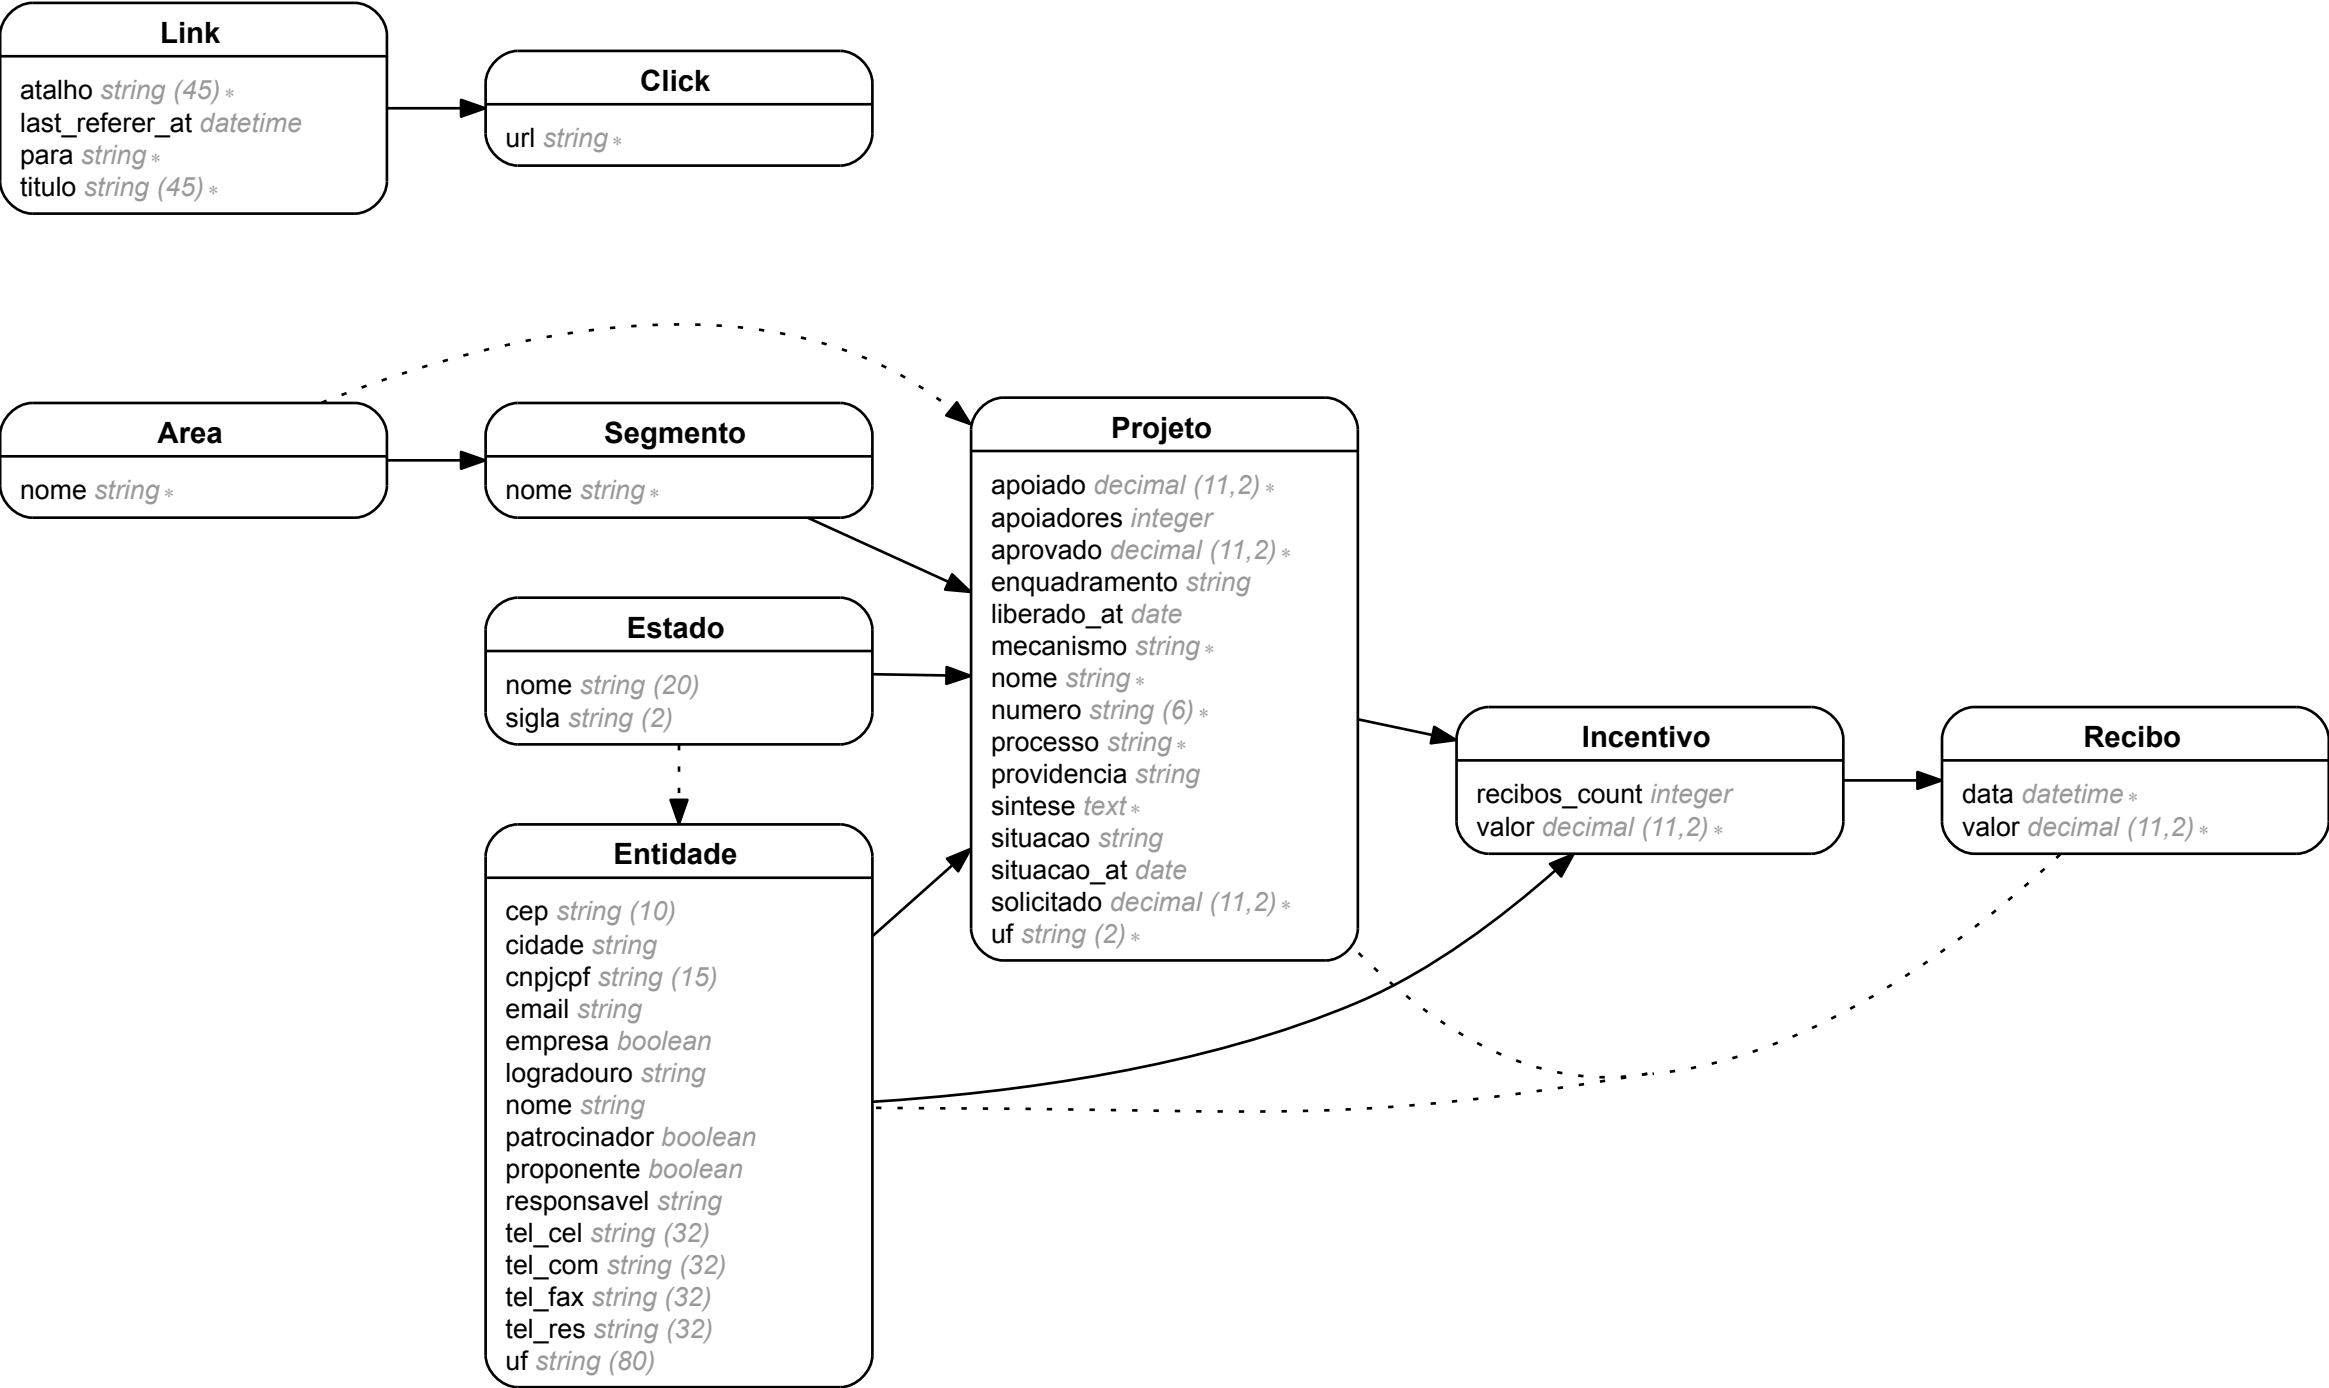 Link
atalho string (45) *
last_referer_at datetime
para string *
titulo string (45) *
Click
url string *
Area
nome string *
Segmento
nome string *
Estado
nome string (20)
sigla string (2)
Entidade
cep string (10)
cidade string
cnpjcpf string (15)
email string
empresa boolean
logradouro string
nome string
patrocinador boolean
proponente boolean
responsavel string
tel_cel string (32)
tel_com string (32)
tel_fax string (32)
tel_res string (32)
uf string (80)
Projeto
apoiado decimal (11,2) *
apoiadores integer
aprovado decimal (11,2) *
enquadramento string
liberado_at date
mecanismo string *
nome string *
numero string (6) *
processo string *
providencia string
sintese text *
situacao string
situacao_at date
solicitado decimal (11,2) *
uf string (2) *
Incentivo
recibos_count integer
valor decimal (11,2) *
Recibo
data datetime *
valor decimal (11,2) *